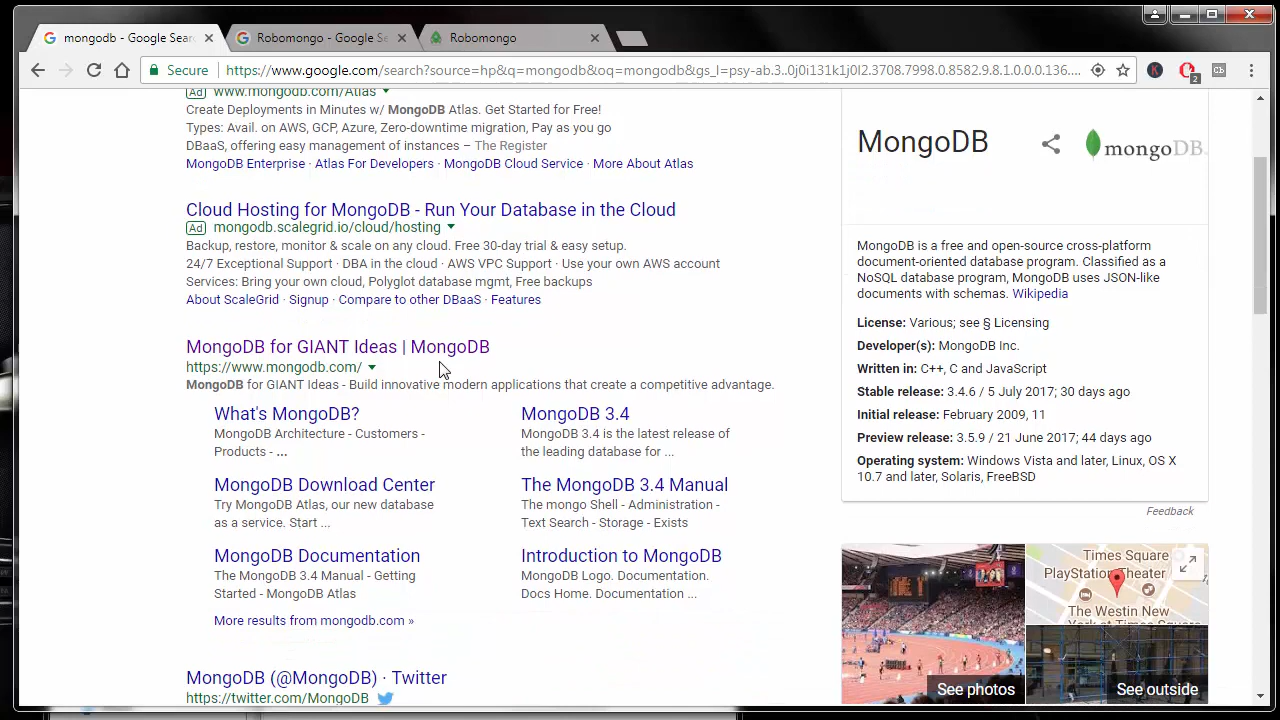 mongodb - Google Sear
Robomongo - Google Se
Robomongo
Secure
https://www.google.com/search?source=hp&q=mongodb&oq=mongodb&gs_l=psy-ab.3..0j0i131k1j0l2.3708.7998.0.8582.9.8.1.0.0.0.136....
2
Ad www.mongodb.com/Atlas
Create Deployments in Minutes w/ MongoDB Atlas. Get Started for Free!
Types: Avail. on AWS, GCP, Azure, Zero-downtime migration, Pay as you go
DBaaS, offering easy management of instances – The Register
MongoDB Enterprise · Atlas For Developers · MongoDB Cloud Service · More About Atlas
Cloud Hosting for MongoDB - Run Your Database in the Cloud
Ad mongodb.scalegrid.io/cloud/hosting
Backup, restore, monitor & scale on any cloud. Free 30-day trial & easy setup.
24/7 Exceptional Support · DBA in the cloud · AWS VPC Support · Use your own AWS account
Services: Bring your own cloud, Polyglot database mgmt, Free backups
About ScaleGrid · Signup · Compare to other DBaaS · Features
MongoDB for GIANT Ideas | MongoDB
https://www.mongodb.com/
MongoDB for GIANT Ideas - Build innovative modern applications that create a competitive advantage.
What's MongoDB?
MongoDB Architecture - Customers -
Products - ...
MongoDB 3.4
MongoDB 3.4 is the latest release of
the leading database for ...
MongoDB Download Center
Try MongoDB Atlas, our new database
as a service. Start ...
The MongoDB 3.4 Manual
The mongo Shell - Administration -
Text Search - Storage - Exists
MongoDB Documentation
The MongoDB 3.4 Manual - Getting
Started - MongoDB Atlas
Introduction to MongoDB
MongoDB Logo. Documentation.
Docs Home. Documentation ...
More results from mongodb.com »
MongoDB (@MongoDB) · Twitter
https://twitter.com/MongoDB
MongoDB
mongoDB.
MongoDB is a free and open-source cross-platform
document-oriented database program. Classified as a
NoSQL database program, MongoDB uses JSON-like
documents with schemas. Wikipedia
License: Various; see § Licensing
Developer(s): MongoDB Inc.
Written in: C++, C and JavaScript
Stable release: 3.4.6 / 5 July 2017; 30 days ago
Initial release: February 2009, 11
Preview release: 3.5.9 / 21 June 2017; 44 days ago
Operating system: Windows Vista and later, Linux, OS X
10.7 and later, Solaris, FreeBSD
Feedback
Times Square
PlayStation Theater
The Westin New
York at Times Square
See photos
See outside